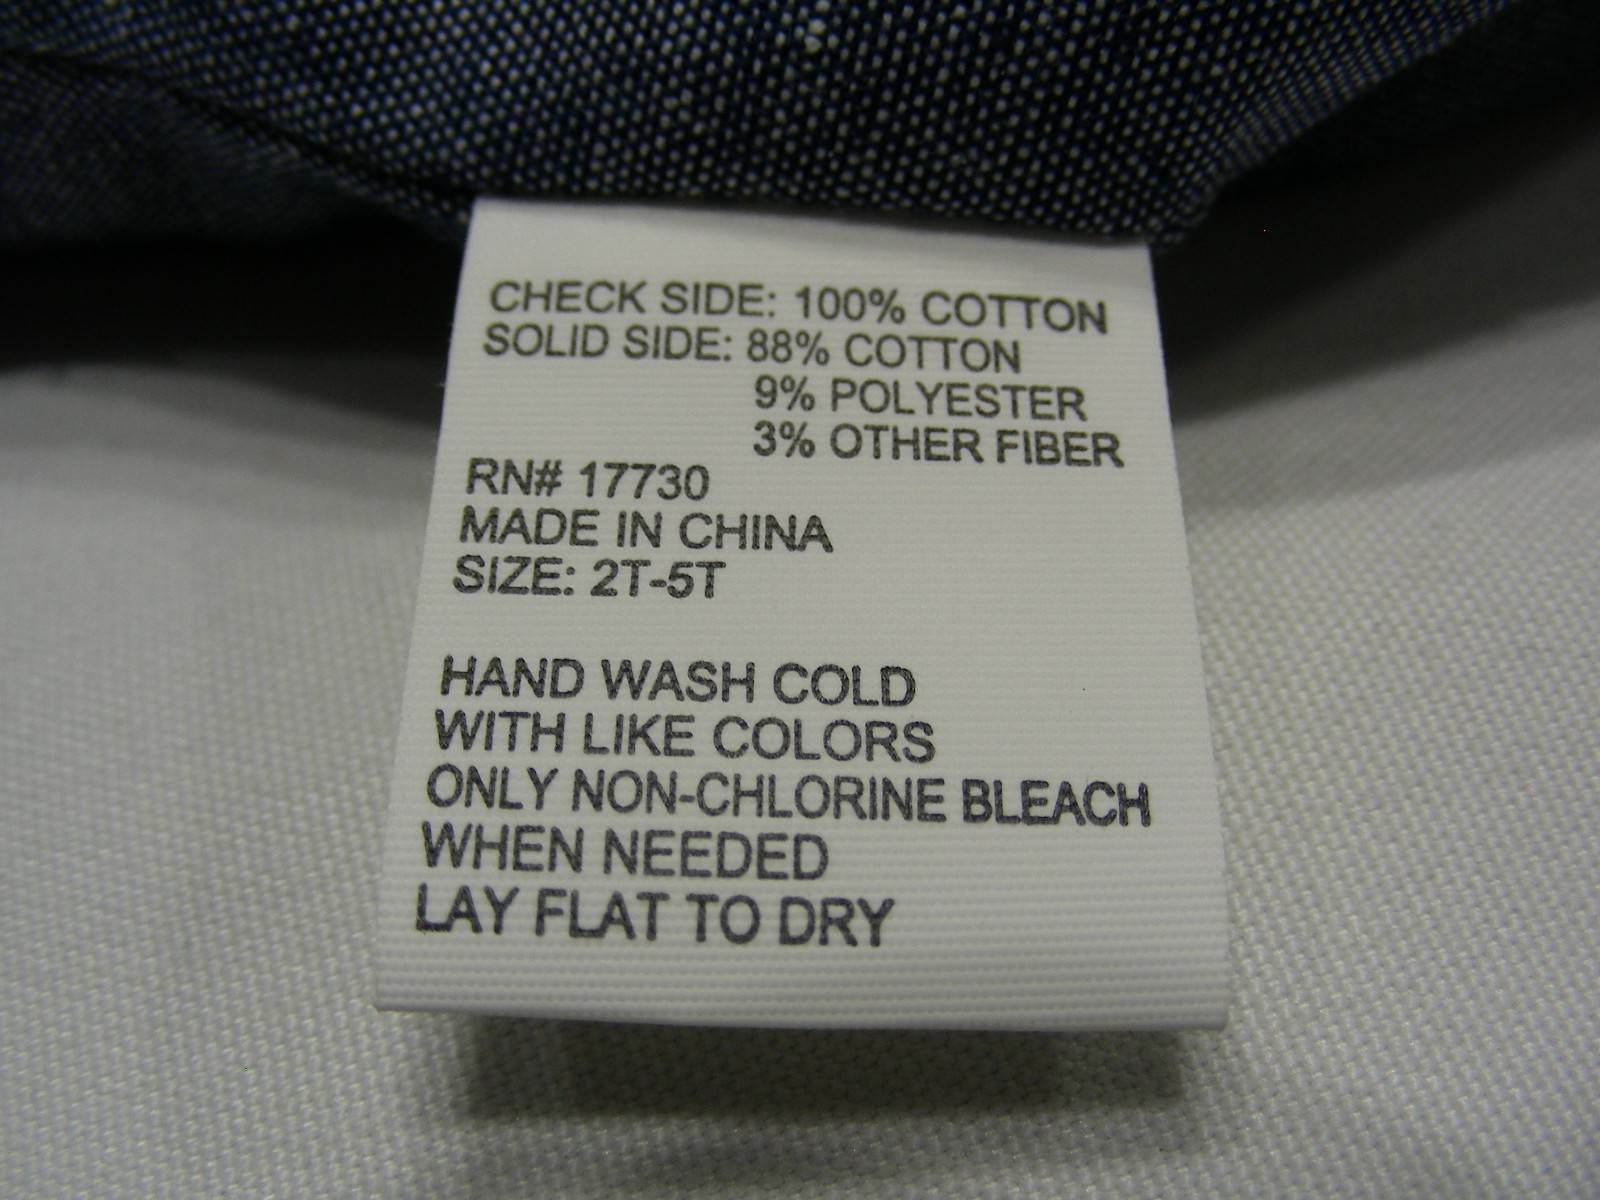 CHECK SIDE: 100% COTTON
SOLID SIDE: 88% COTTON
9% POLYESTER
3% OTHER FIBER
RN# 17730
MADE IN CHINA
SIZE: 2T-5T
HAND WASH COLD
WITH LIKE COLORS
ONLY NON-CHLORINE BLEACH
WHEN NEEDED
LAY FLAT TO DRY